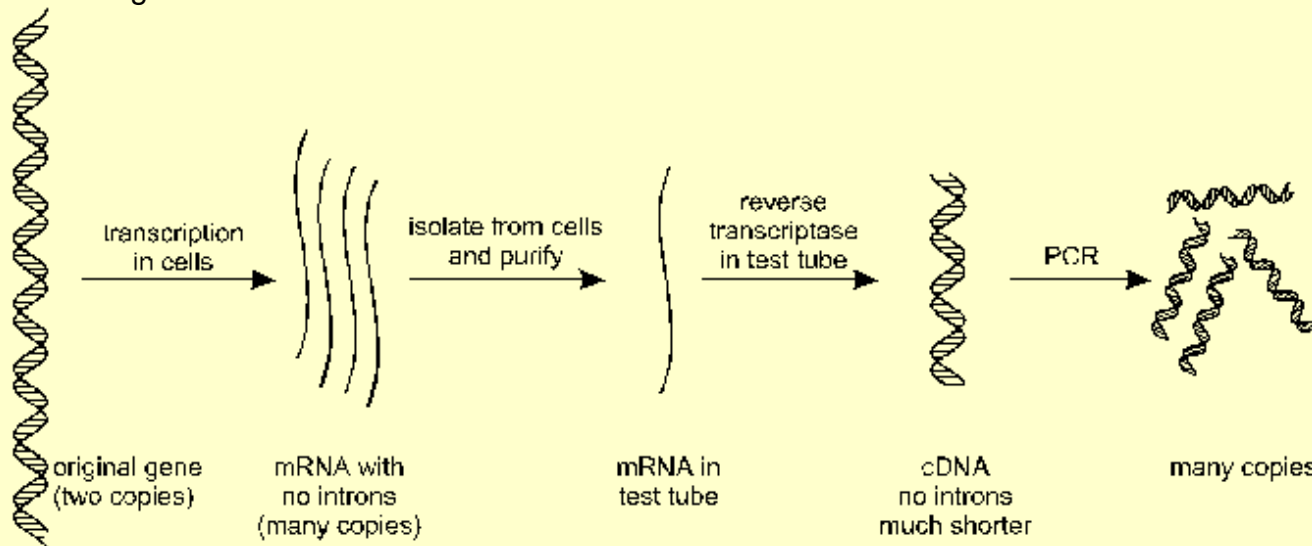 transcription
in cells
isolate from cells
and purify
reverse
transcriptase
in test tube
PCR
original gene
(two copies)
mRNA with
no introns
(many copies)
mRNA in
test tube
cDNA
no introns
much shorter
many copies